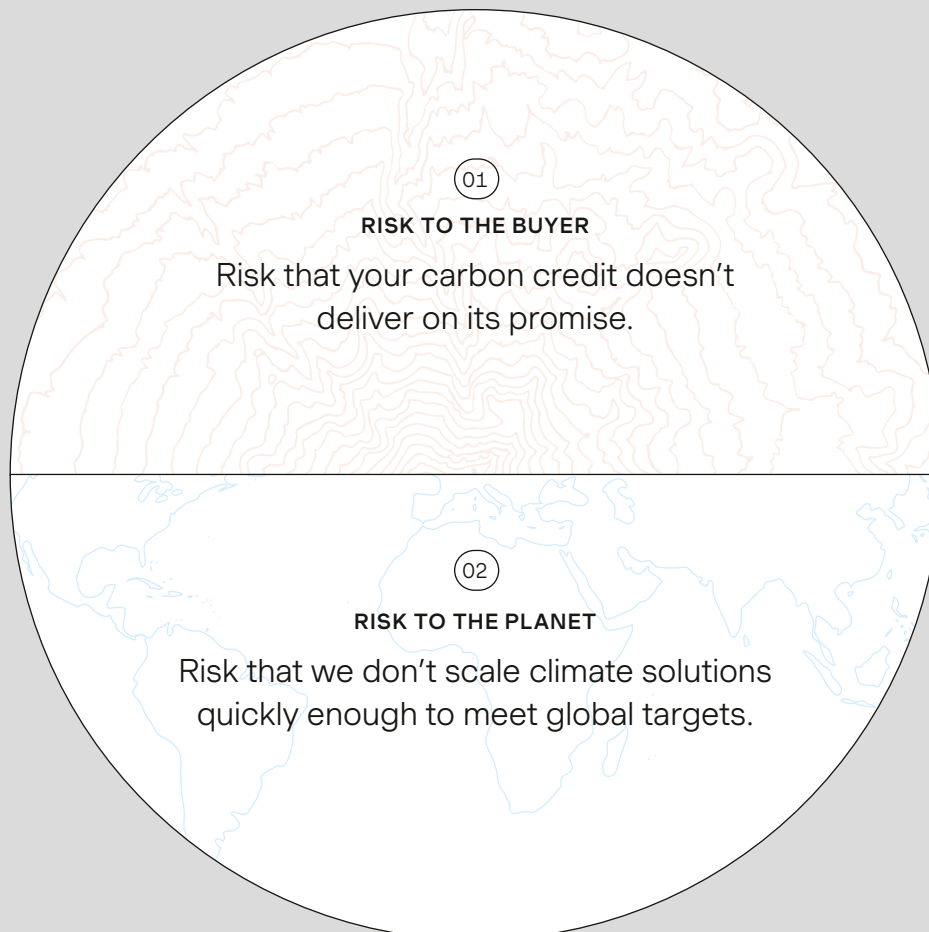 01
RISK TO THE BUYER
Risk that your carbon credit doesn’t
deliver on its promise.
02
RISK TO THE PLANET
Risk that we don’t scale climate solutions
quickly enough to meet global targets.